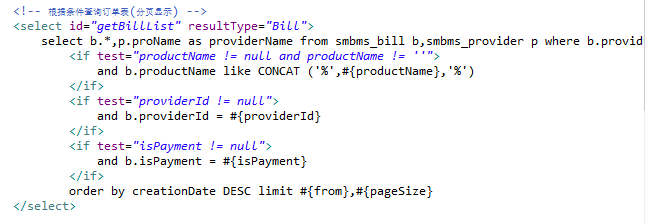 <!-- 根据条件查询订单表(分页显示) -->
<select id="getBillList" resultType="Bill">
select b.*,p.proName as providerName from smbms_bill b,smbms_provider p where b.provid
<if test="productName != null and productName != ''">
and b.productName like CONCAT ('%',#{productName},'%')
</if>
<if test="providerId != null">
and b.providerId = #{providerId}
</if>
<if test="isPayment != null">
and b.isPayment = #{isPayment}
</if>
order by creationDate DESC limit #{from},#{pageSize}
</select>